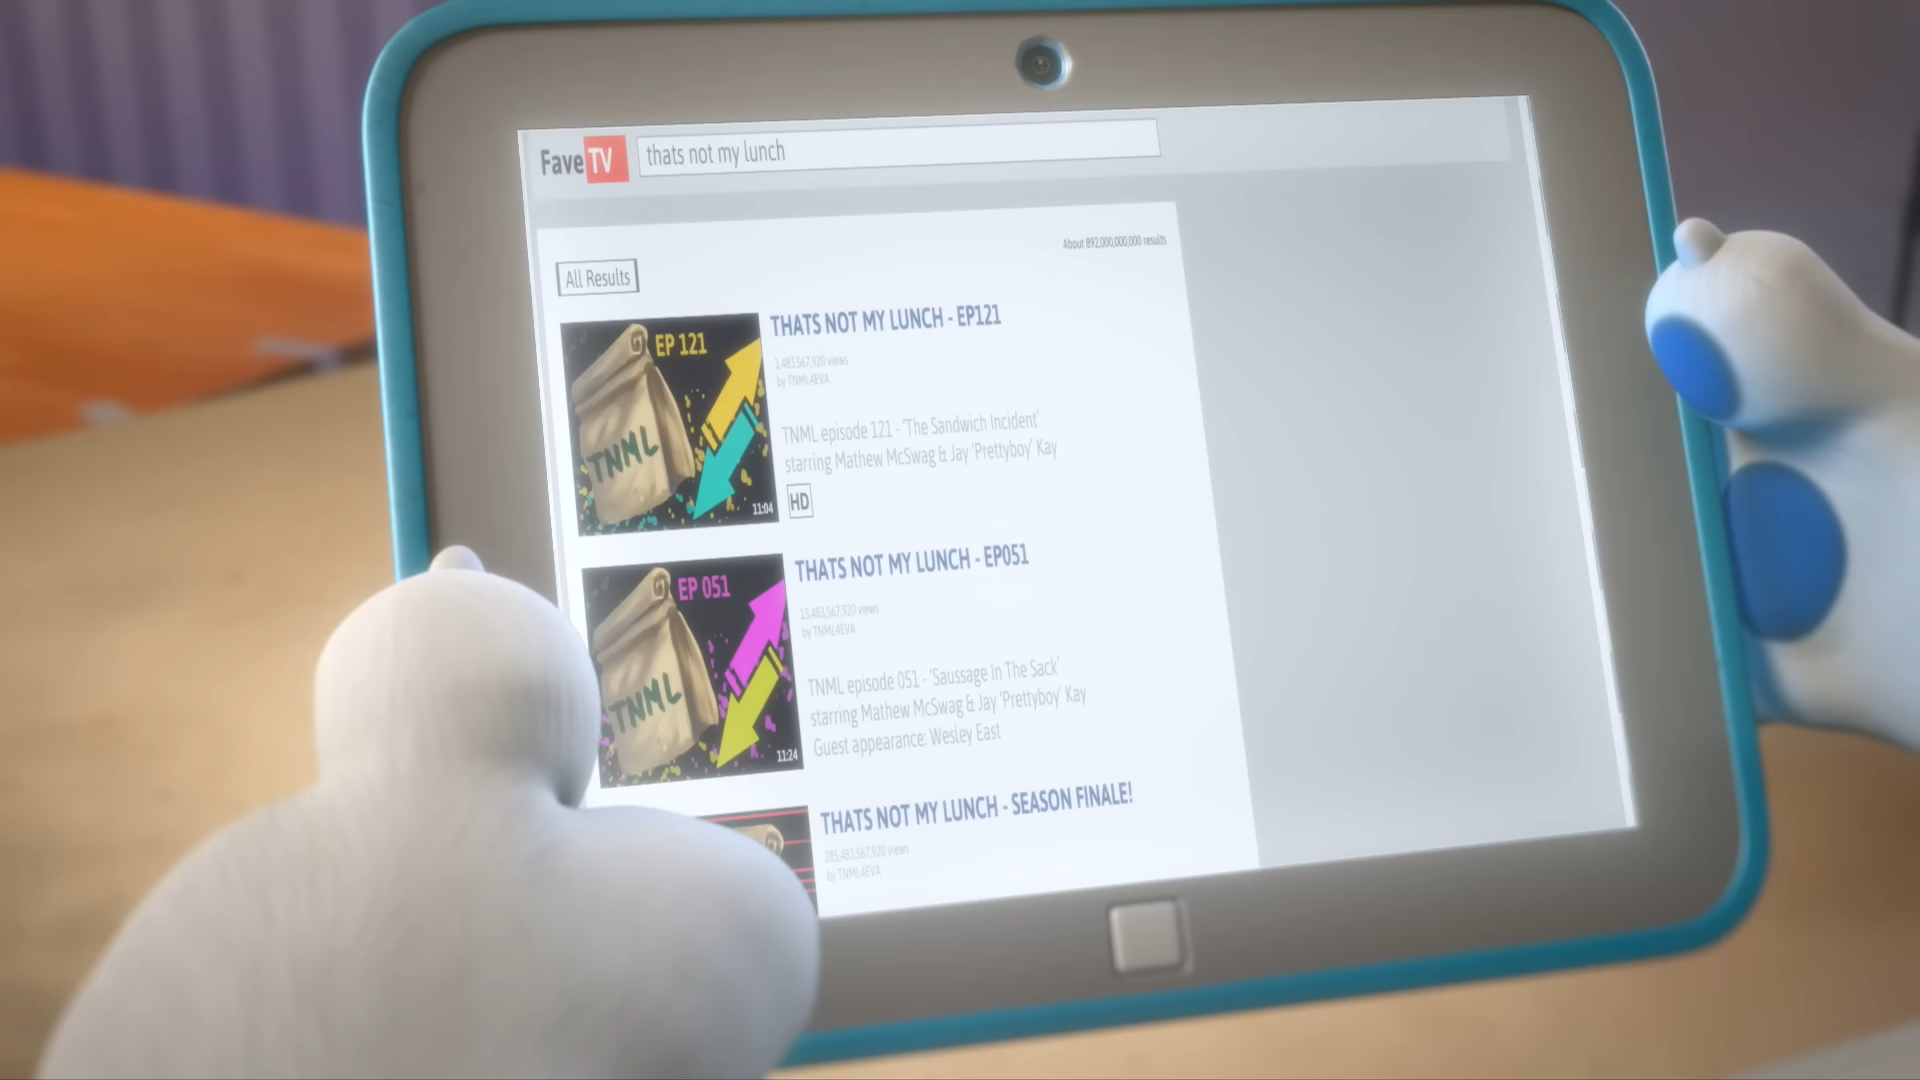 FaveTV thats not my lunch
About 892,000,000,000 results
All Results
THATS NOT MY LUNCH - EP121
EP 121
1,483,567,920 views
by TNML4EVA
TNML episode 121 - 'The Sandwich Incident'
starring Mathew McSwag & Jay 'Prettyboy' Kay
TNML
HD
11:04
THATS NOT MY LUNCH - EP051
EP 051
15,483,567,920 views
by TNML4EVA
TNML episode 051 - 'Saussage In The Sack'
starring Mathew McSwag & Jay 'Prettyboy' Kay
Guest appearance: Wesley East
TNML
11:24
THATS NOT MY LUNCH - SEASON FINALE!
285,483,567,920 views
by TNML4EVA